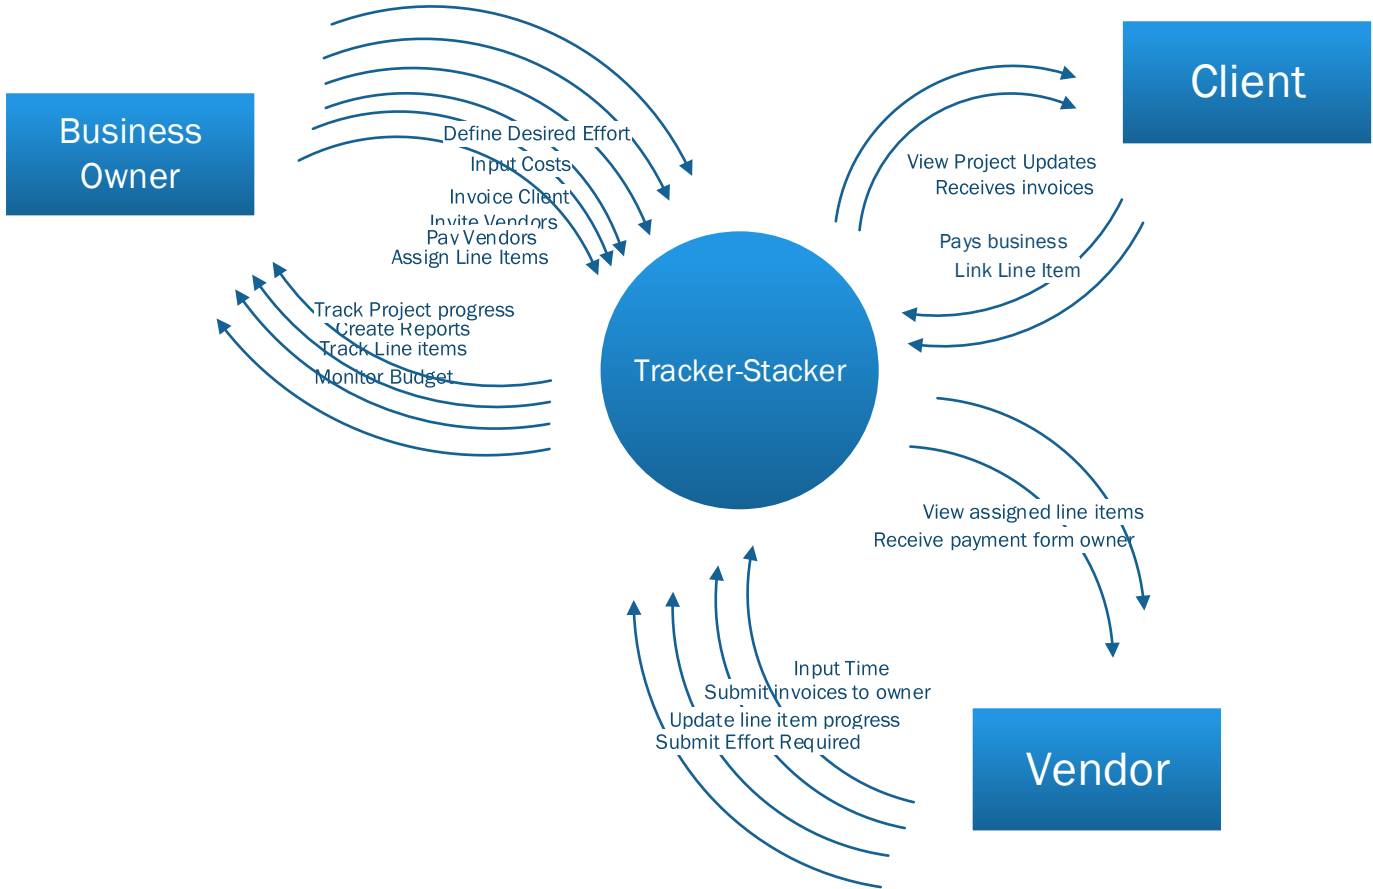 Business
Owner
Define Desired Effort
Input Costs
Invoice Client
Invite Vendors
Pay Vendors
Assign Line Items
Track Project progress
Create Reports
Track Line items
Monitor Budget
Client
View Project Updates
Receives invoices
Pays business
Link Line Item
Tracker-Stacker
View assigned line items
Receive payment form owner
Input Time
Submit invoices to owner
Update line item progress
Submit Effort Required
Vendor